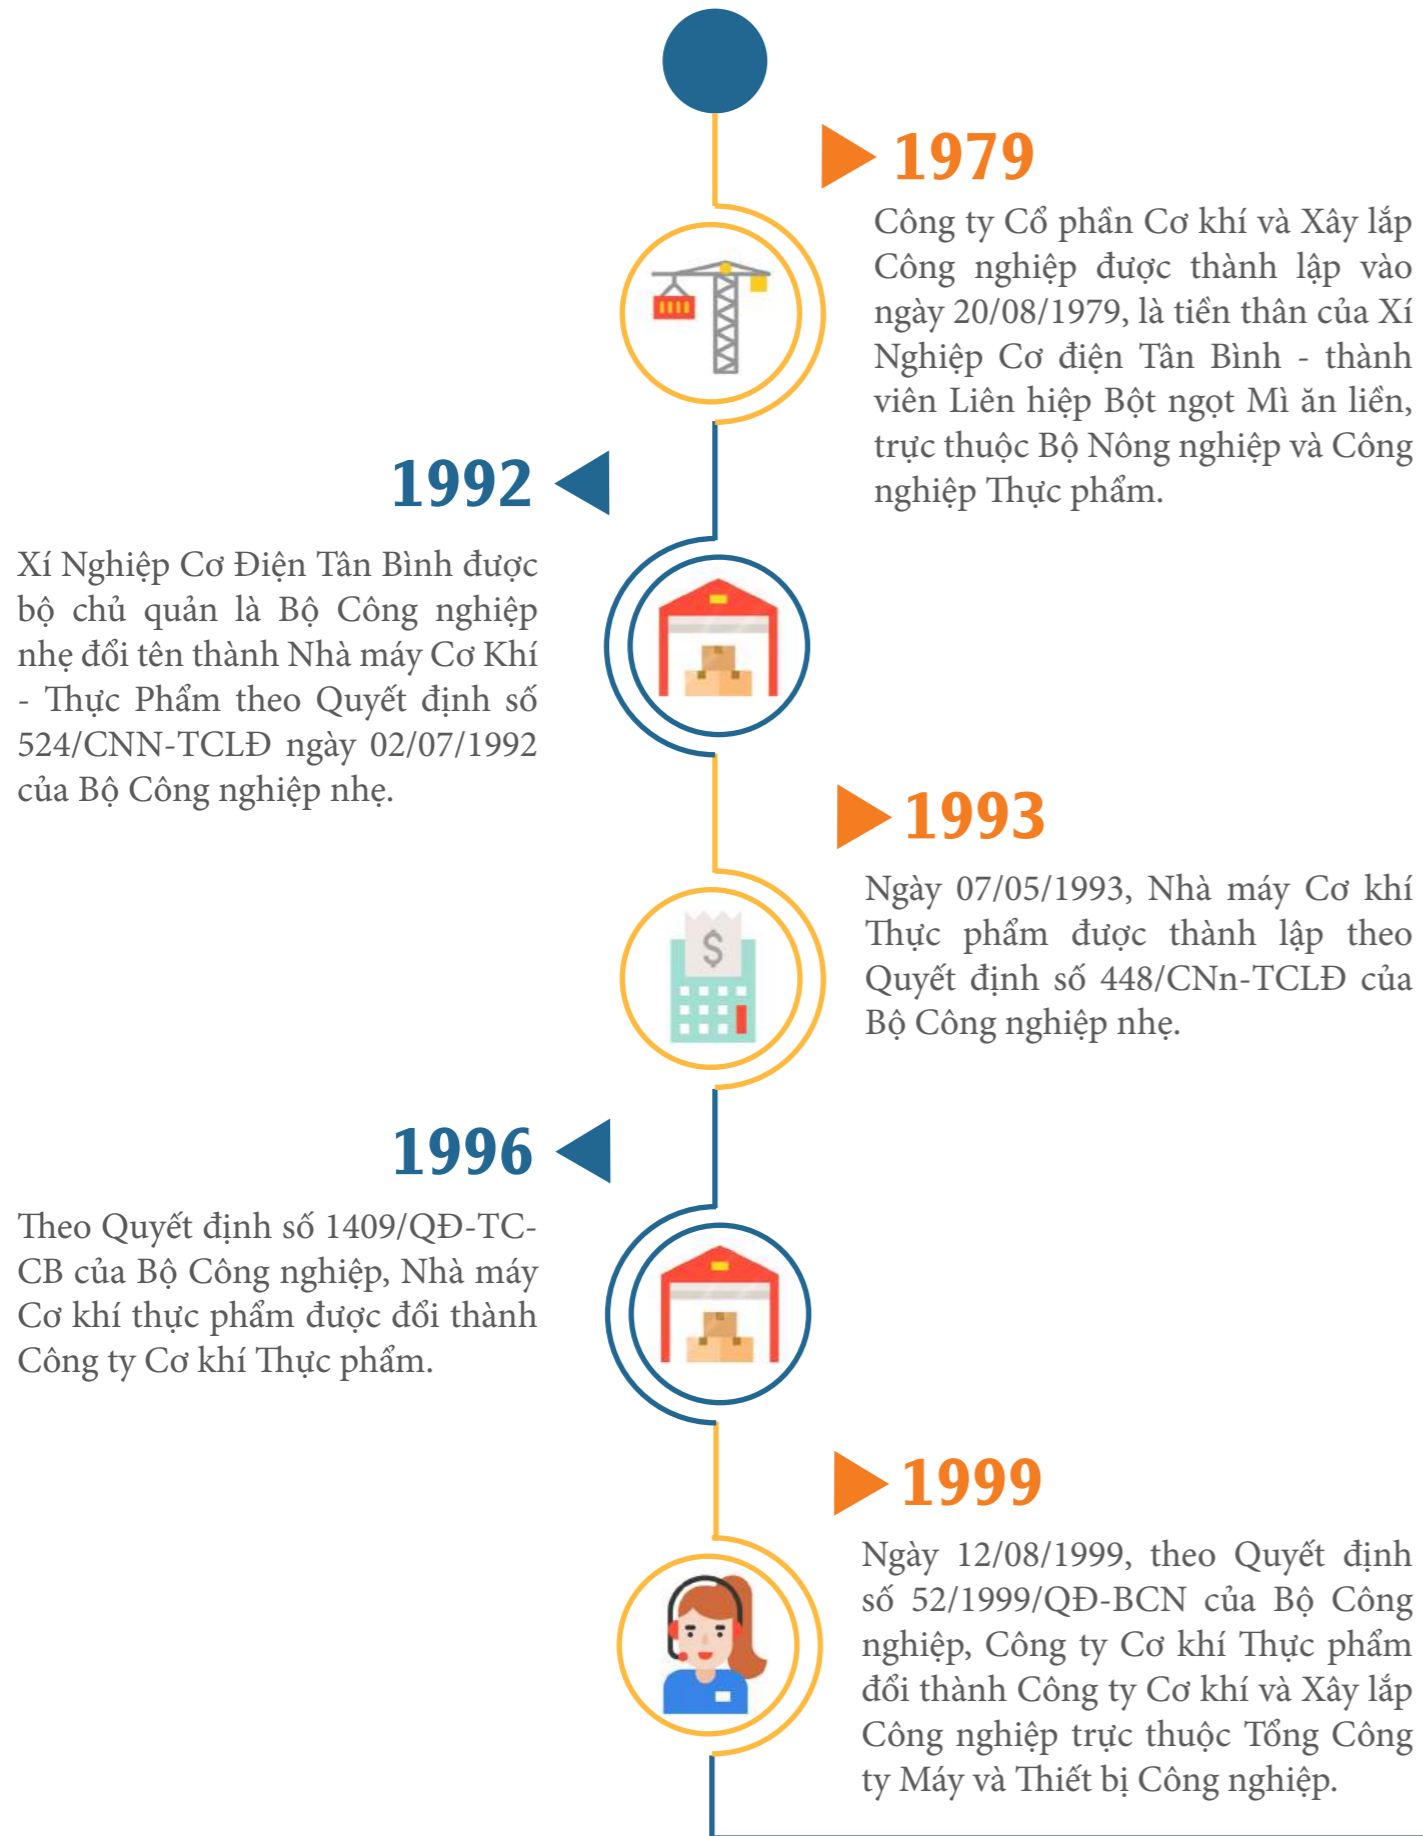 1979
Công ty Cổ phần Cơ khí và Xây lắp
Công nghiệp được thành lập vào
ngày 20/08/1979, là tiền thân của Xí
Nghiệp Cơ điện Tân Bình - thành
viên Liên hiệp Bột ngọt Mì ăn liền,
trực thuộc Bộ Nông nghiệp và Công
nghiệp Thực phẩm.
1992
Xí Nghiệp Cơ Điện Tân Bình được
bộ chủ quản là Bộ Công nghiệp
nhẹ đổi tên thành Nhà máy Cơ Khí
- Thực Phẩm theo Quyết định số
524/CNN-TCLĐ ngày 02/07/1992
của Bộ Công nghiệp nhẹ.
1993
Ngày 07/05/1993, Nhà máy Cơ khí
Thực phẩm được thành lập theo
Quyết định số 448/CNn-TCLĐ của
Bộ Công nghiệp nhẹ.
$
1996
Theo Quyết định số 1409/QĐ-TC-
CB của Bộ Công nghiệp, Nhà máy
Cơ khí thực phẩm được đổi thành
Công ty Cơ khí Thực phẩm.
1999
Ngày 12/08/1999, theo Quyết định
số 52/1999/QĐ-BCN của Bộ Công
nghiệp, Công ty Cơ khí Thực phẩm
đổi thành Công ty Cơ khí và Xây lắp
Công nghiệp trực thuộc Tổng Công
ty Máy và Thiết bị Công nghiệp.